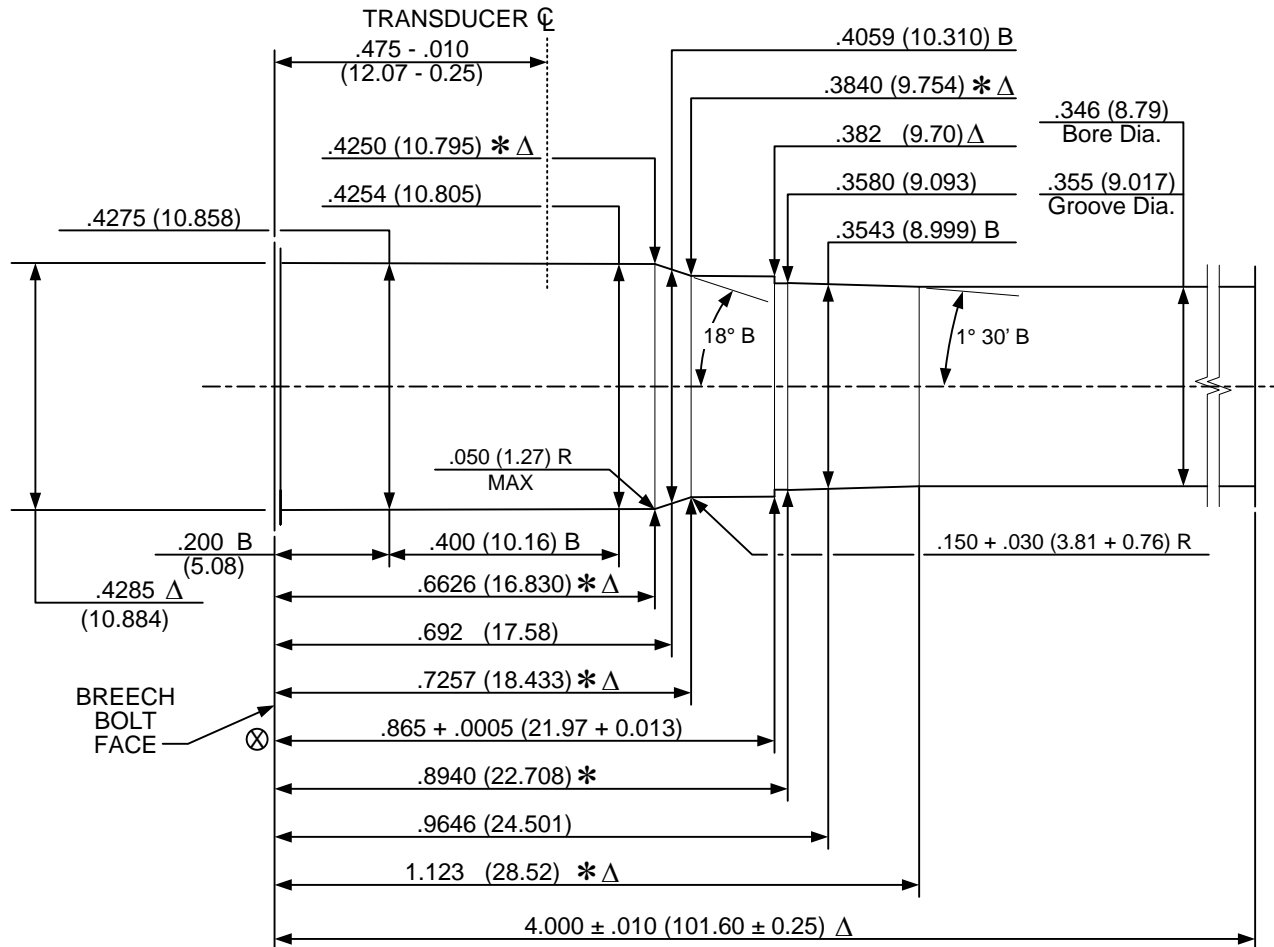 TRANSDUCER ℄
.475 - .010
(12.07 - 0.25)
.4059 (10.310) B
.3840 (9.754) * Δ
.346 (8.79)
Bore Dia.
.4250 (10.795) * Δ
.382 (9.70) Δ
.4254 (10.805)
.3580 (9.093)
.355 (9.017)
Groove Dia.
.4275 (10.858)
.3543 (8.999) B
18° B
1° 30' B
.050 (1.27) R
MAX
.200 B
(5.08)
.400 (10.16) B
.150 + .030 (3.81 + 0.76) R
.4285 Δ
(10.884)
.6626 (16.830) * Δ
.692 (17.58)
.7257 (18.433) * Δ
BREECH
BOLT
FACE
⊗
.865 + .0005 (21.97 + 0.013)
.8940 (22.708) *
.9646 (24.501)
1.123 (28.52) * Δ
4.000 ± .010 (101.60 ± 0.25) Δ